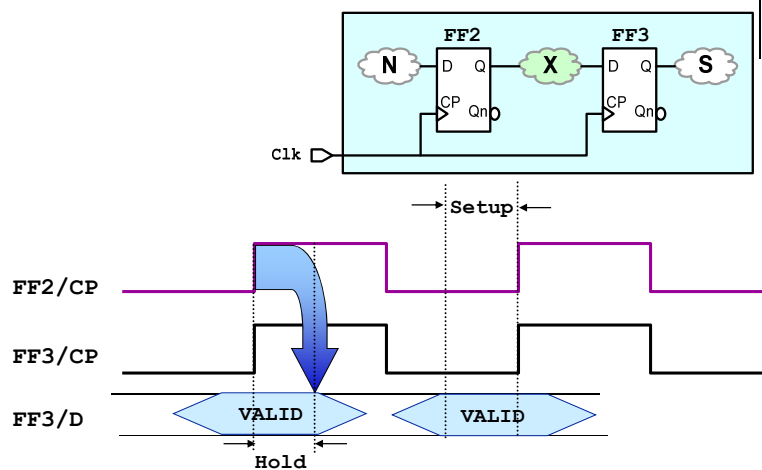 FF2 FF3
N D Q X D Q S
CP Qn CP Qn
Clk
Setup
FF2/CP
FF3/CP
FF3/D VALID VALID
Hold